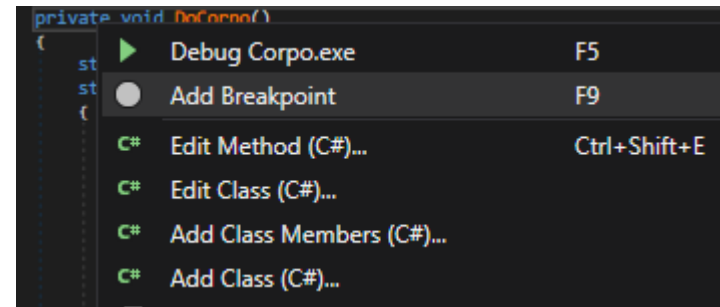 private void DoCorpo()
{
st
Debug Corpo.exe F5
st
Add Breakpoint F9
{
C# Edit Method (C#)... Ctrl+Shift+E
C# Edit Class (C#)...
C# Add Class Members (C#)...
C# Add Class (C#)...